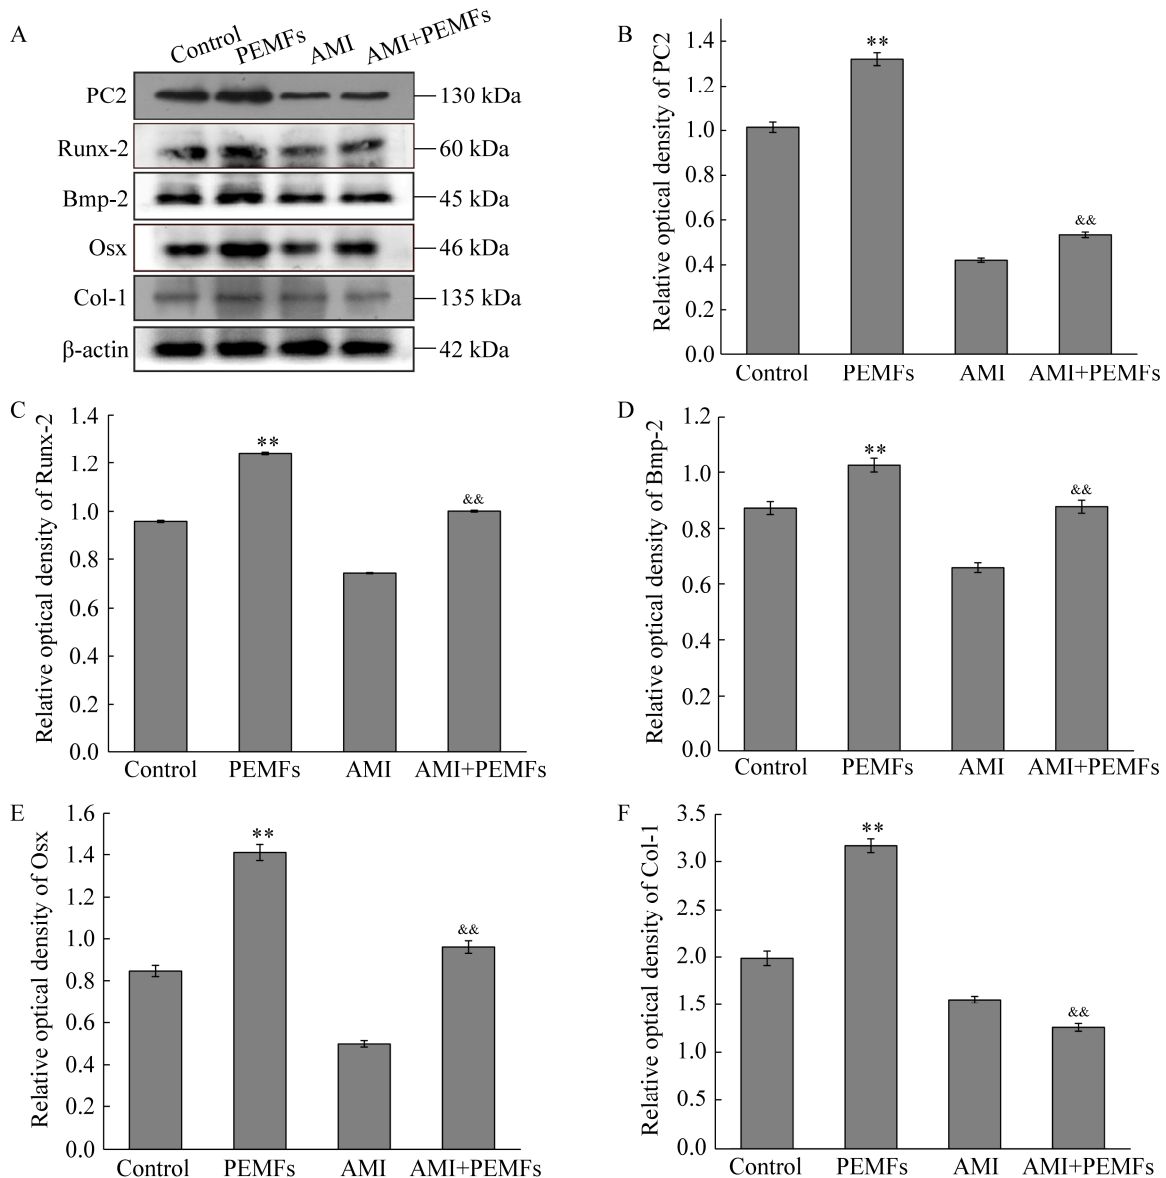 A
Control PEMFs AMI AMI+PEMFs
PC2 130 kDa
Runx-2 60 kDa
Bmp-2 45 kDa
Osx 46 kDa
Col-1 135 kDa
β-actin 42 kDa
B
Relative optical density of PC2
1.4
1.2
1.0
0.8
0.6
0.4
0.2
0.0
**
&&
Control PEMFs AMI AMI+PEMFs
C
Relative optical density of Runx-2
1.4
1.2
1.0
0.8
0.6
0.4
0.2
0.0
**
&&
Control PEMFs AMI AMI+PEMFs
D
Relative optical density of Bmp-2
1.2
1.0
0.8
0.6
0.4
0.2
0.0
**
&&
Control PEMFs AMI AMI+PEMFs
E
Relative optical density of Osx
1.6
1.4
1.2
1.0
0.8
0.6
0.4
0.2
0.0
**
&&
Control PEMFs AMI AMI+PEMFs
F
Relative optical density of Col-1
3.5
3.0
2.5
2.0
1.5
1.0
0.5
0.0
**
&&
Control PEMFs AMI AMI+PEMFs